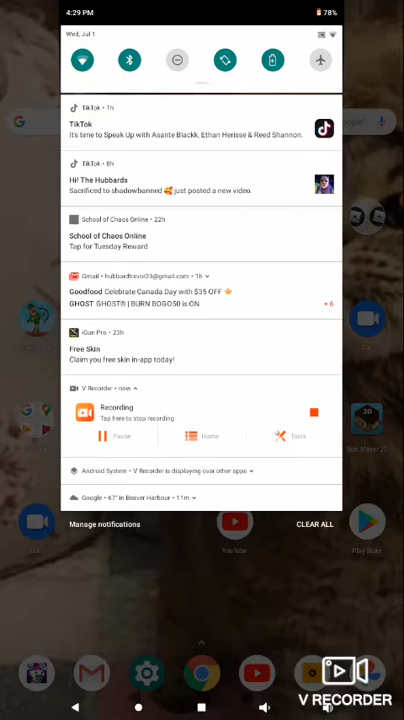 4:29 PM
78%
Wed, Jul 1
TikTok • 1h
TikTok
It's time to Speak Up with Asante Blackk, Ethan Herisse & Reed Shannon.
TikTok • 8h
Hi! The Hubbards
Sacrificed to shadowbanned 🥰 just posted a new video.
School of Chaos Online • 22h
School of Chaos Online
Tap for Tuesday Reward
Gmail • hubbardtrevor23@gmail.com • 1h
Goodfood Celebrate Canada Day with $35 OFF 🍁
GHOST GHOST® | BURN BOGO50 is ON
+ 6
iGun Pro • 23h
Free Skin
Claim you free skin in-app today!
V Recorder • now
Recording
Tap here to stop recording
Pause
Home
Tools
Android System • V Recorder is displaying over other apps
Google • 67° in Beaver Harbour • 11m
Manage notifications
CLEAR ALL
Skin Maker 3D
Duo
YouTube
Play Store
V RECORDER